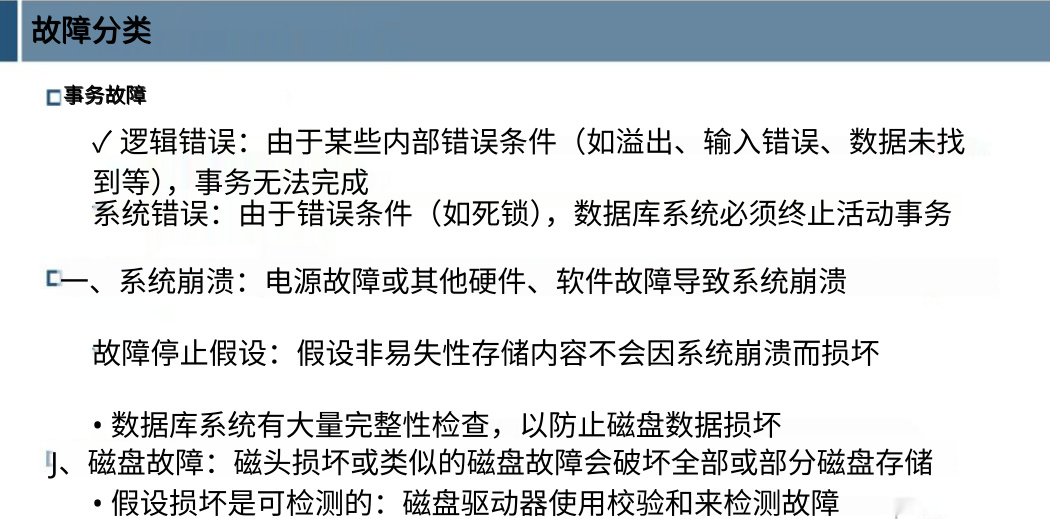 故障分类
事务故障
✓ 逻辑错误：由于某些内部错误条件（如溢出、输入错误、数据未找
到等），事务无法完成
系统错误：由于错误条件（如死锁），数据库系统必须终止活动事务
一、系统崩溃：电源故障或其他硬件、软件故障导致系统崩溃
故障停止假设：假设非易失性存储内容不会因系统崩溃而损坏
• 数据库系统有大量完整性检查，以防止磁盘数据损坏
J、磁盘故障：磁头损坏或类似的磁盘故障会破坏全部或部分磁盘存储
• 假设损坏是可检测的：磁盘驱动器使用校验和来检测故障